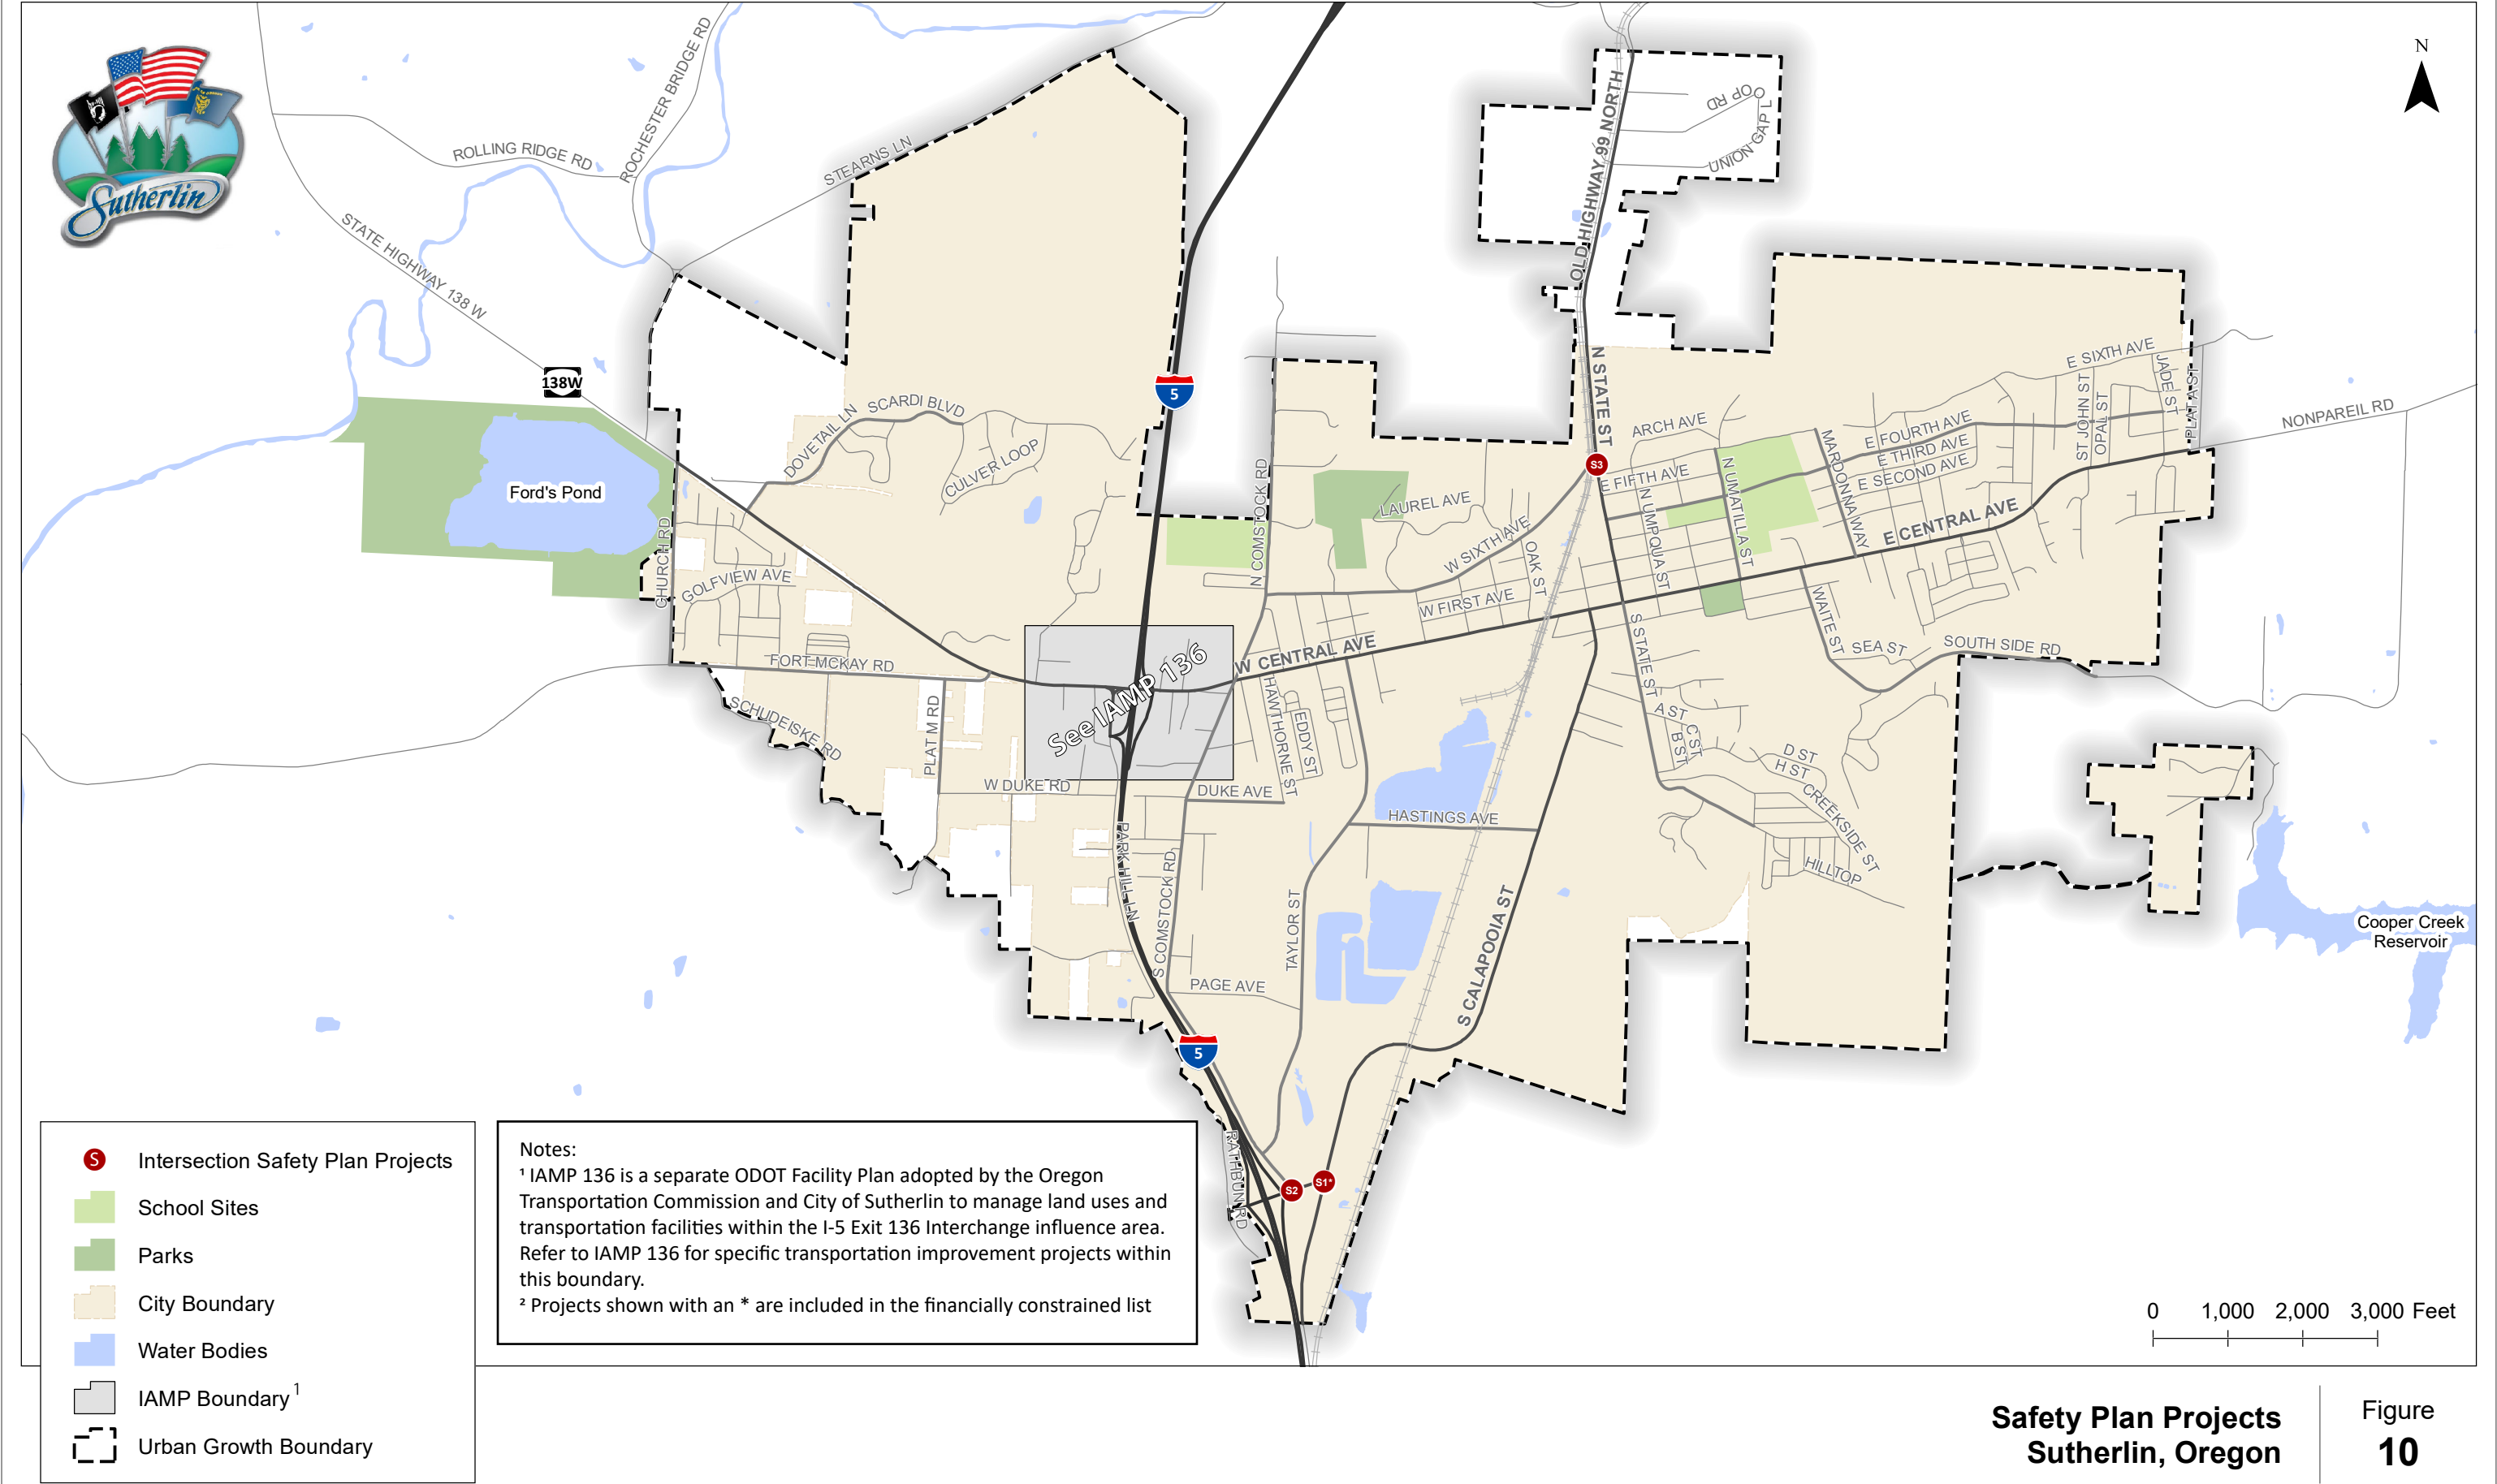 N
Sutherlin
ROLLING RIDGE RD
ROCHESTER BRIDGE RD
STEARNS LN
STATE HIGHWAY 138 W
138W
OLD HIGHWAY 99 NORTH
OP RD
UNION GAP L
5
N STATE ST
S3
ARCH AVE
E FIFTH AVE
N UMPQUA ST
N UMATILLA ST
MARDONNA WAY
E FOURTH AVE
E THIRD AVE
E SECOND AVE
E SIXTH AVE
JADE ST
ST JOHN ST
OPAL ST
PLAT A ST
NONPAREIL RD
E CENTRAL AVE
SCARDI BLVD
DOVETAIL LN
CULVER LOOP
Ford's Pond
CHURCH RD
GOLFVIEW AVE
N COMSTOCK RD
LAUREL AVE
W SIXTH AVE
OAK ST
W FIRST AVE
W CENTRAL AVE
FORT MCKAY RD
SCHUDEISKE RD
PLAT M RD
See IAMP 136
HAWTHORNE ST
EDDY ST
S STATE ST
WAITE ST
SEA ST
SOUTH SIDE RD
A ST
B ST
C ST
D ST
H ST
CREEKSIDE ST
HILLTOP
W DUKE RD
DUKE AVE
HASTINGS AVE
PARK HILL LN
S COMSTOCK RD
TAYLOR ST
S CALAPOOIA ST
PAGE AVE
Cooper Creek
Reservoir
5
RATHBUN RD
S2
S1*
S
Intersection Safety Plan Projects
School Sites
Parks
City Boundary
Water Bodies
IAMP Boundary 1
Urban Growth Boundary
Notes:
¹ IAMP 136 is a separate ODOT Facility Plan adopted by the Oregon
Transportation Commission and City of Sutherlin to manage land uses and
transportation facilities within the I-5 Exit 136 Interchange influence area.
Refer to IAMP 136 for specific transportation improvement projects within
this boundary.
² Projects shown with an * are included in the financially constrained list
0 1,000 2,000 3,000 Feet
Safety Plan Projects
Sutherlin, Oregon
Figure
10